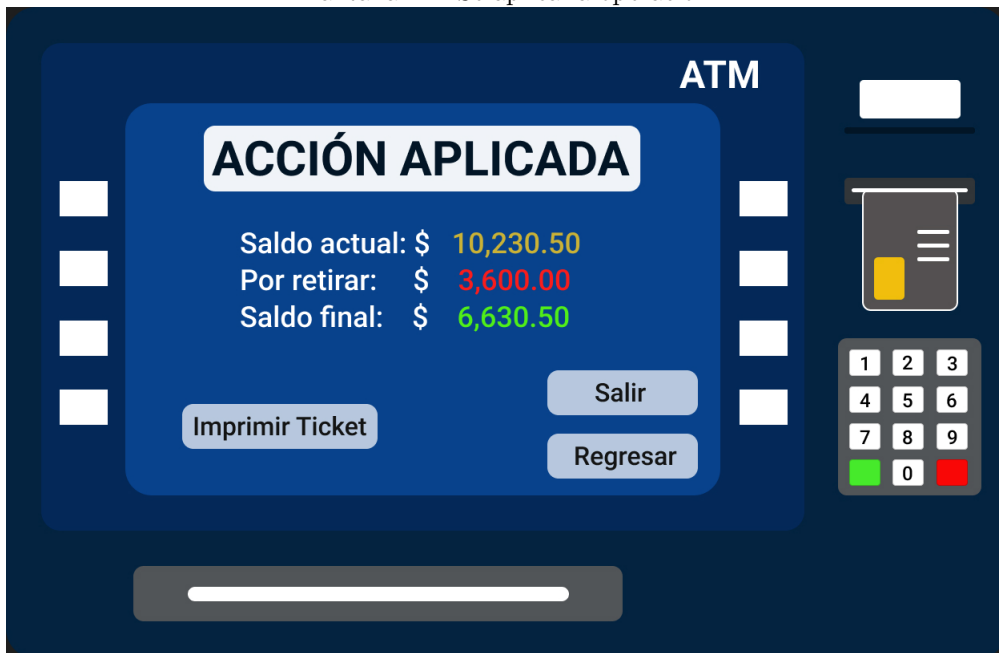 ATM
ACCIÓN APLICADA
Saldo actual: $ 10,230.50
Por retirar: $ 3,600.00
Saldo final: $ 6,630.50
Salir
Imprimir Ticket
Regresar
1 2 3
4 5 6
7 8 9
0